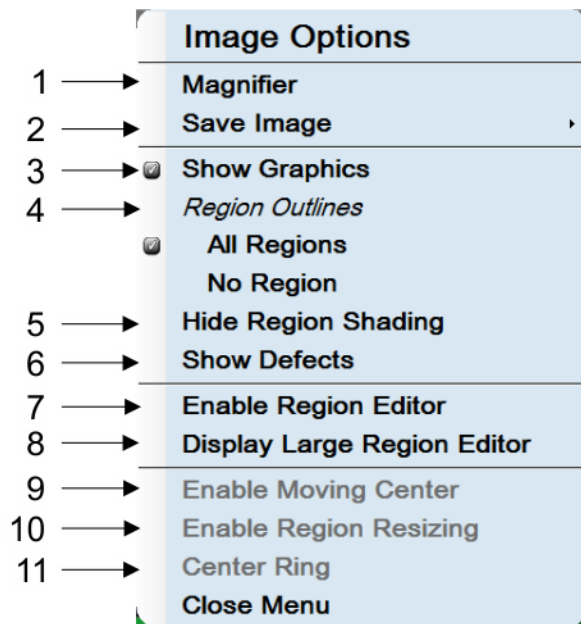 Image Options
1 Magnifier
2 Save Image
3 Show Graphics
4 Region Outlines
All Regions
No Region
5 Hide Region Shading
6 Show Defects
7 Enable Region Editor
8 Display Large Region Editor
9 Enable Moving Center
10 Enable Region Resizing
11 Center Ring
Close Menu